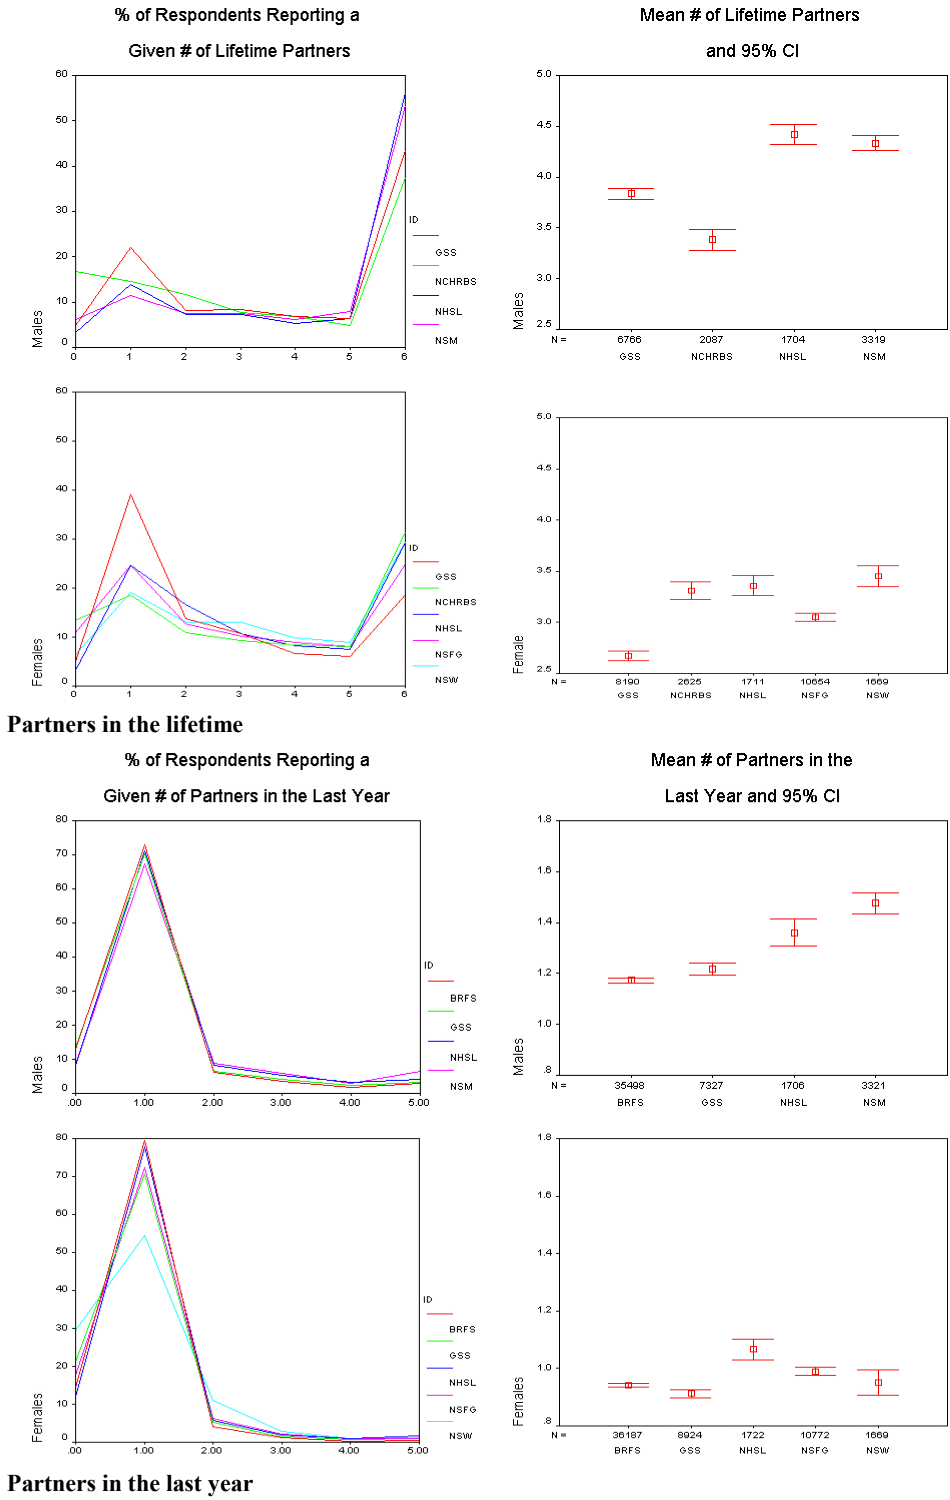 % of Respondents Reporting a
Given # of Lifetime Partners
60
50
40
30
20
10
0
Males
0 1 2 3 4 5 6
ID
GSS
NCHRBS
NHSL
NSM
Mean # of Lifetime Partners
and 95% CI
5.0
4.5
4.0
3.5
3.0
2.5
Males
N = 6766 2087 1704 3319
GSS NCHRBS NHSL NSM
60
50
40
30
20
10
0
Females
0 1 2 3 4 5 6
ID
GSS
NCHRBS
NHSL
NSFG
NSW
5.0
4.5
4.0
3.5
3.0
2.5
Female
N = 8190 2625 1711 10654 1669
GSS NCHRBS NHSL NSFG NSW
Partners in the lifetime
% of Respondents Reporting a
Given # of Partners in the Last Year
80
70
60
50
40
30
20
10
0
Males
.00 1.00 2.00 3.00 4.00 5.00
ID
BRFS
GSS
NHSL
NSM
Mean # of Partners in the
Last Year and 95% CI
1.8
1.6
1.4
1.2
1.0
.8
Males
N = 35498 7327 1706 3321
BRFS GSS NHSL NSM
80
70
60
50
40
30
20
10
0
Females
.00 1.00 2.00 3.00 4.00 5.00
ID
BRFS
GSS
NHSL
NSFG
NSW
1.8
1.6
1.4
1.2
1.0
.8
Females
N = 36187 8924 1722 10772 1669
BRFS GSS NHSL NSFG NSW
Partners in the last year